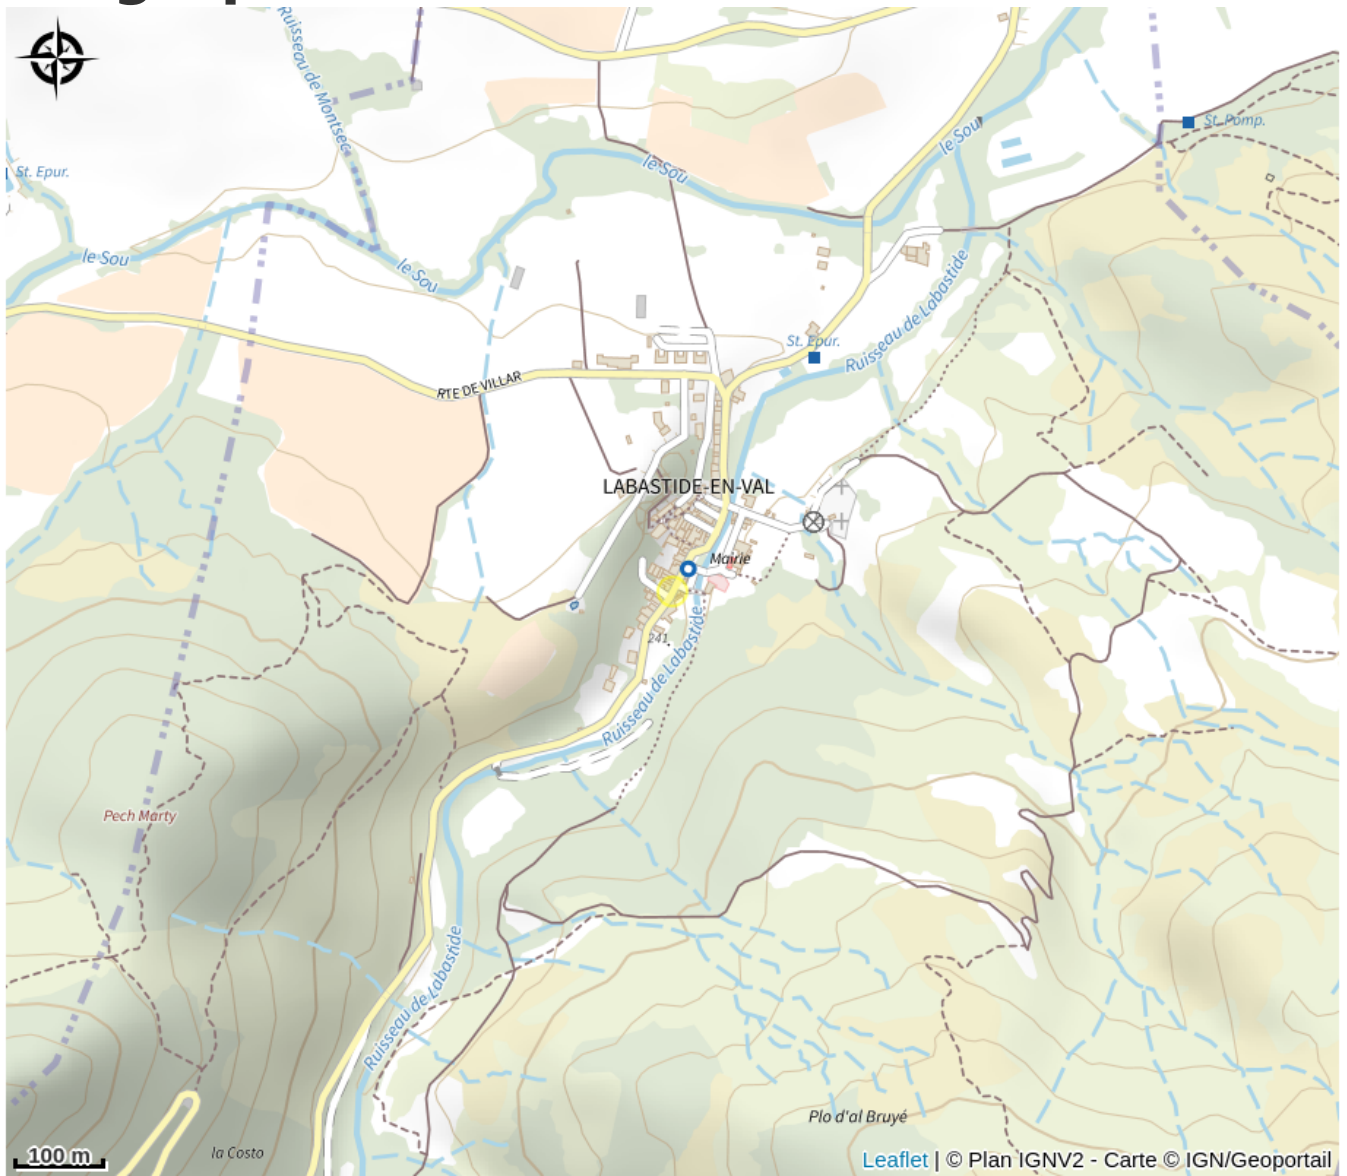 Ruisseau de Montsec
le Sou
St. Pomp.
le Sou
St. Epur.
le Sou
le Sou
Ruisseau de Labastide
St. Epur.
RTE DE VILLAR
LABASTIDE-EN-VAL
Mairie
241
Ruisseau de Labastide
Pech Marty
Ruisseau de Labastide
Plo d'al Bruyé
la Costo
100 m
Leaflet | © Plan IGNV2 - Carte © IGN/Geoportail